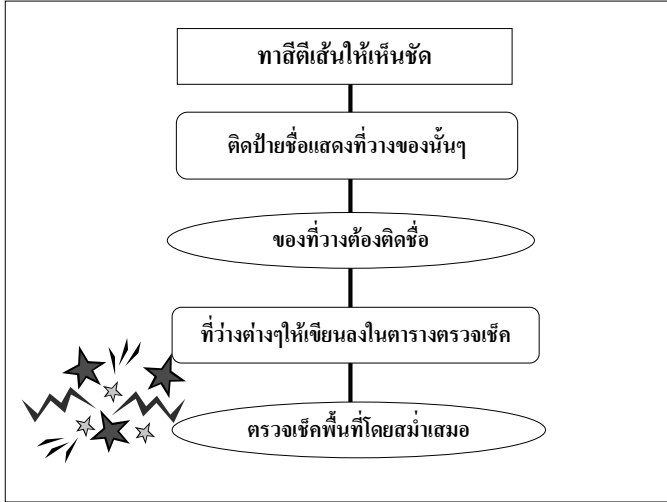 ทาสีตีเส้นให้เห็นชัด
ติดป้ายชื่อแสดงที่วางของนั้นๆ
ของที่วางต้องติดชื่อ
ที่ว่างต่างๆให้เขียนลงในตารางตรวจเช็ค
ตรวจเช็คพื้นที่โดยสม่ำเสมอ